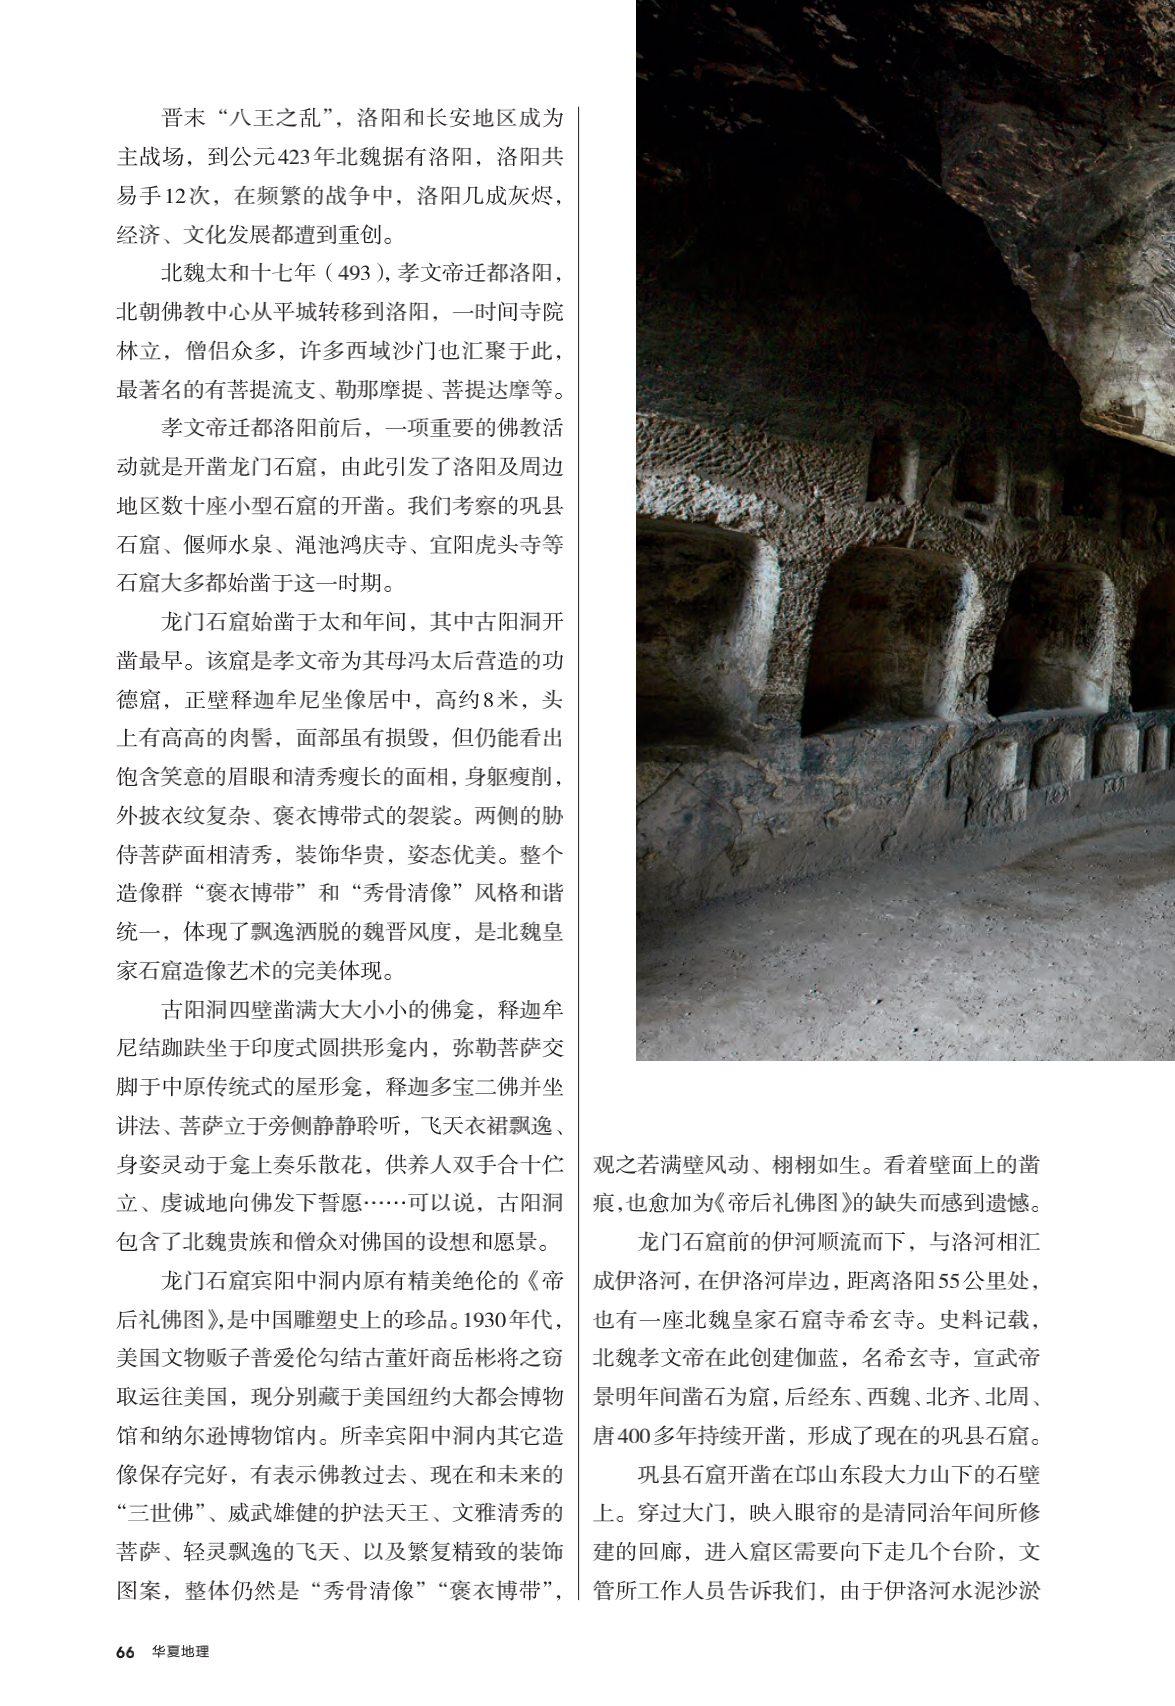 晋末“八王之乱”，洛阳和长安地区成为
主战场，到公元423年北魏据有洛阳，洛阳共
易手12次，在频繁的战争中，洛阳几成灰烬，
经济、文化发展都遭到重创。
北魏太和十七年（493），孝文帝迁都洛阳，
北朝佛教中心从平城转移到洛阳，一时间寺院
林立，僧侣众多，许多西域沙门也汇聚于此，
最著名的有菩提流支、勒那摩提、菩提达摩等。
孝文帝迁都洛阳前后，一项重要的佛教活
动就是开凿龙门石窟，由此引发了洛阳及周边
地区数十座小型石窟的开凿。我们考察的巩县
石窟、偃师水泉、渑池鸿庆寺、宜阳虎头寺等
石窟大多都始凿于这一时期。
龙门石窟始凿于太和年间，其中古阳洞开
凿最早。该窟是孝文帝为其母冯太后营造的功
德窟，正壁释迦牟尼坐像居中，高约8米，头
上有高高的肉髻，面部虽有损毁，但仍能看出
饱含笑意的眉眼和清秀瘦长的面相，身躯瘦削，
外披衣纹复杂、褒衣博带式的袈裟。两侧的胁
侍菩萨面相清秀，装饰华贵，姿态优美。整个
造像群“褒衣博带”和“秀骨清像”风格和谐
统一，体现了飘逸洒脱的魏晋风度，是北魏皇
家石窟造像艺术的完美体现。
古阳洞四壁凿满大大小小的佛龛，释迦牟
尼结跏趺坐于印度式圆拱形龛内，弥勒菩萨交
脚于中原传统式的屋形龛，释迦多宝二佛并坐
讲法、菩萨立于旁侧静静聆听，飞天衣裙飘逸、
身姿灵动于龛上奏乐散花，供养人双手合十伫
立、虔诚地向佛发下誓愿……可以说，古阳洞
包含了北魏贵族和僧众对佛国的设想和愿景。
龙门石窟宾阳中洞内原有精美绝伦的《帝
后礼佛图》，是中国雕塑史上的珍品。1930年代，
美国文物贩子普爱伦勾结古董奸商岳彬将之窃
取运往美国，现分别藏于美国纽约大都会博物
馆和纳尔逊博物馆内。所幸宾阳中洞内其它造
像保存完好，有表示佛教过去、现在和未来的
“三世佛”、威武雄健的护法天王、文雅清秀的
菩萨、轻灵飘逸的飞天、以及繁复精致的装饰
图案，整体仍然是“秀骨清像”“褒衣博带”，
观之若满壁风动、栩栩如生。看着壁面上的凿
痕，也愈加为《帝后礼佛图》的缺失而感到遗憾。
龙门石窟前的伊河顺流而下，与洛河相汇
成伊洛河，在伊洛河岸边，距离洛阳55公里处，
也有一座北魏皇家石窟寺希玄寺。史料记载，
北魏孝文帝在此创建伽蓝，名希玄寺，宣武帝
景明年间凿石为窟，后经东、西魏、北齐、北周、
唐400多年持续开凿，形成了现在的巩县石窟。
巩县石窟开凿在邙山东段大力山下的石壁
上。穿过大门，映入眼帘的是清同治年间所修
建的回廊，进入窟区需要向下走几个台阶，文
管所工作人员告诉我们，由于伊洛河水泥沙淤
66 华夏地理